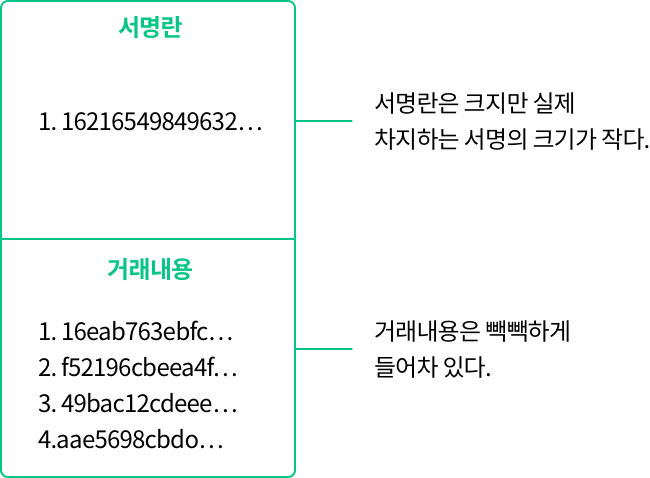 서명란
1. 16216549849632...
서명란은 크지만 실제
차지하는 서명의 크기가 작다.
거래내용
1. 16eab763ebfc...
2. f52196cbeea4f...
3. 49bac12cdeee...
4.aae5698cbdo...
거래내용은 빽빽하게
들어차 있다.